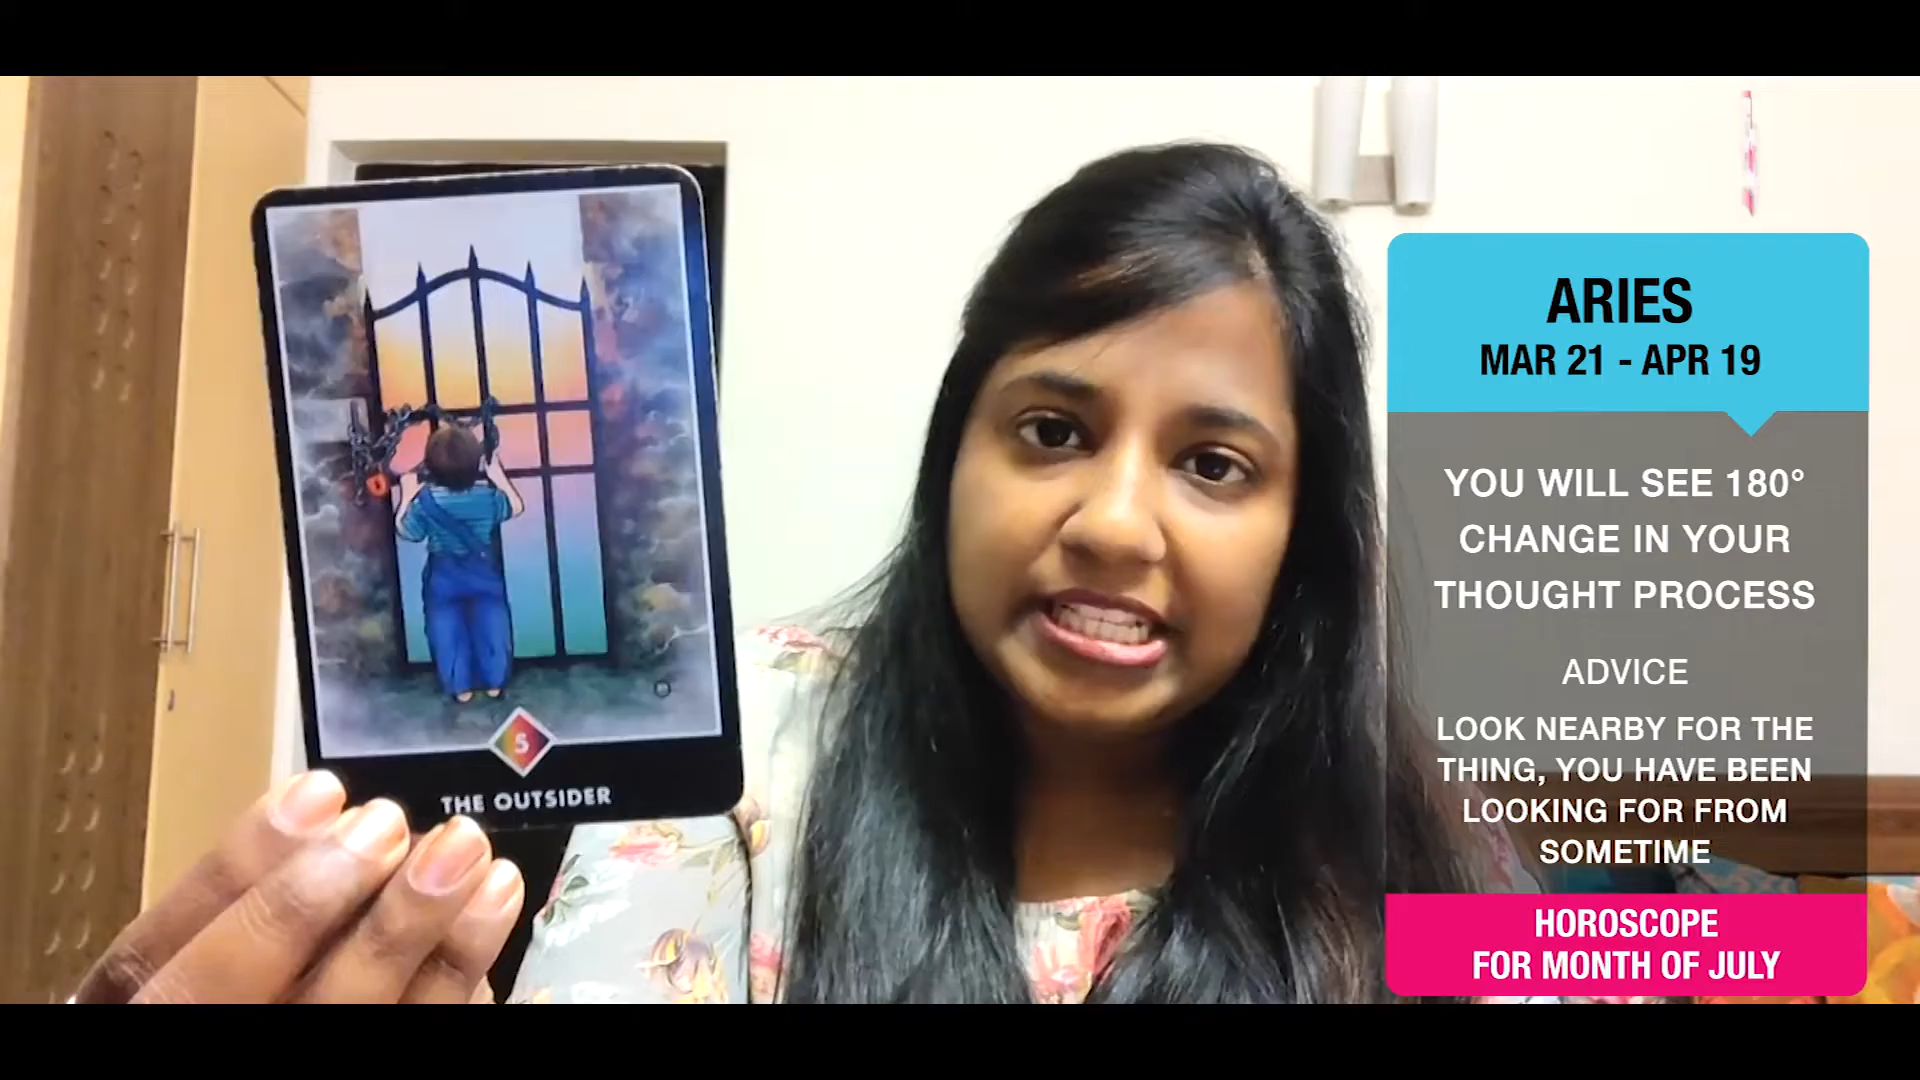 5
THE OUTSIDER
ARIES
MAR 21 - APR 19
YOU WILL SEE 180°
CHANGE IN YOUR
THOUGHT PROCESS
ADVICE
LOOK NEARBY FOR THE
THING, YOU HAVE BEEN
LOOKING FOR FROM
SOMETIME
HOROSCOPE
FOR MONTH OF JULY